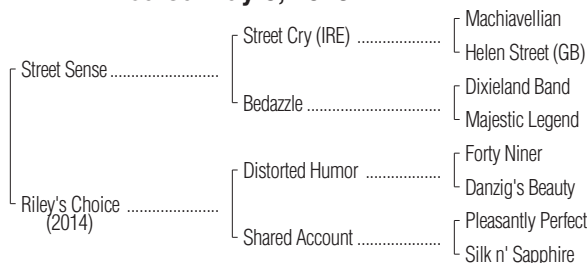 Machiavellian
Street Cry (IRE) ....................
Helen Street (GB)
Street Sense ..........................
Dixieland Band
Bedazzle .................................
Majestic Legend
Forty Niner
Distorted Humor ..................
Danzig's Beauty
Riley's Choice ......................
(2014)
Pleasantly Perfect
Shared Account .....................
Silk n' Sapphire